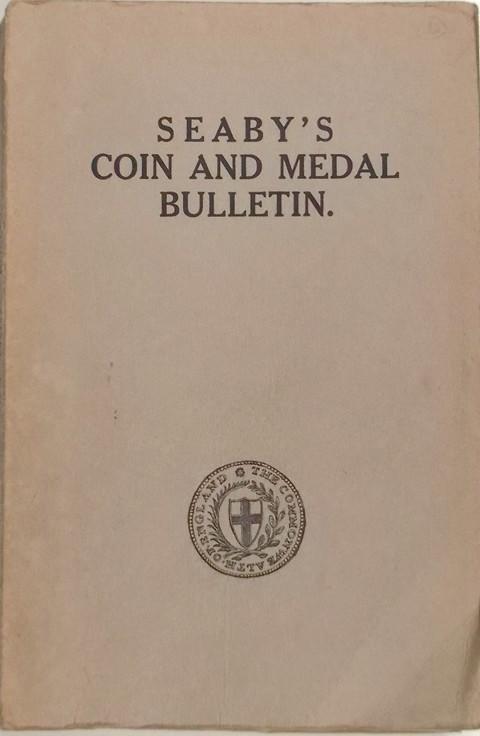 SEABY'S
COIN AND MEDAL
BULLETIN.
THE COMMONWEALTH·OF·ENGLAND